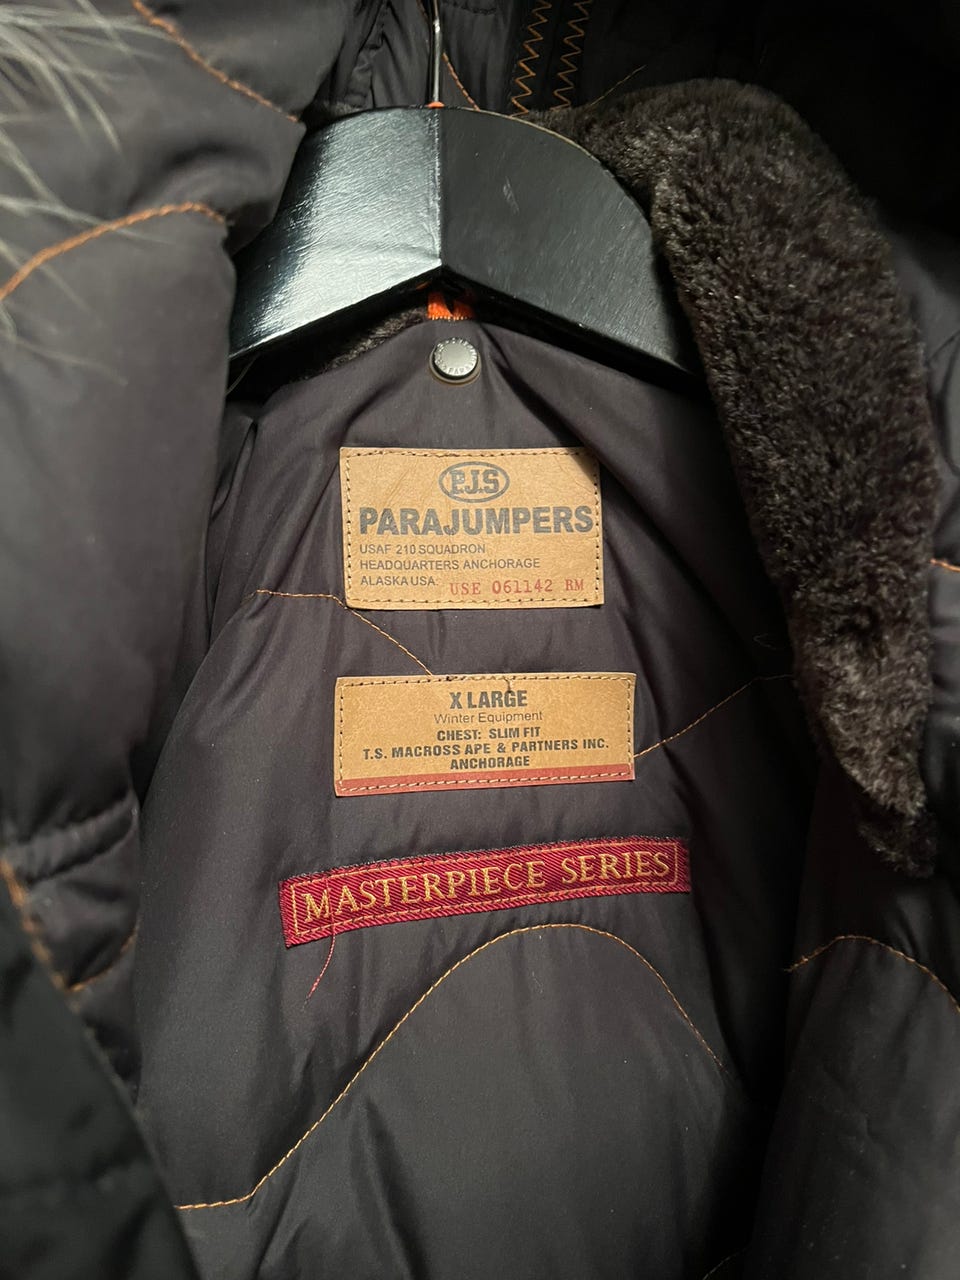 P.J.S
PARAJUMPERS
USAF 210 SQUADRON
HEADQUARTERS ANCHORAGE
ALASKA USA. USE 061142 RM
X LARGE
Winter Equipment
CHEST: SLIM FIT
T.S. MACROSS APE & PARTNERS INC.
ANCHORAGE
MASTERPIECE SERIES